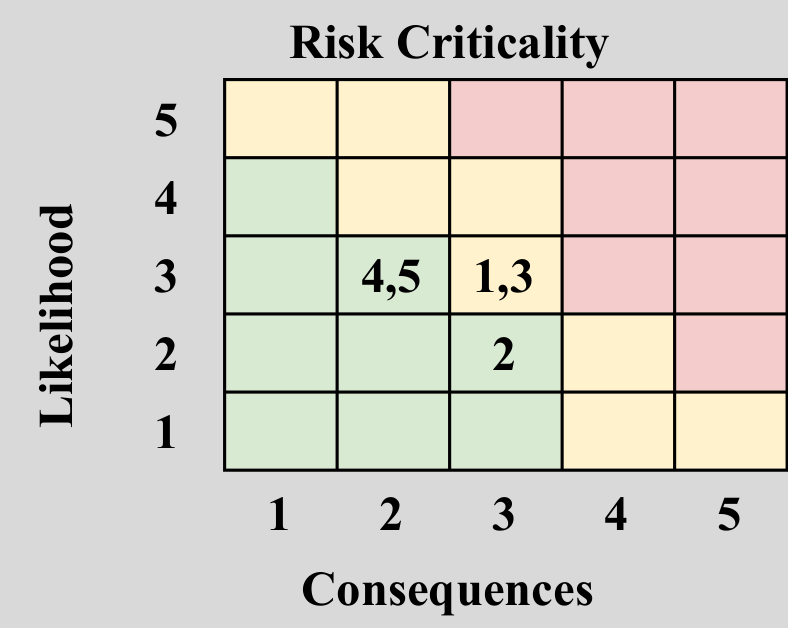 Risk Criticality
5
4
3 4,5 1,3
2 2
1
1 2 3 4 5
Likelihood
Consequences